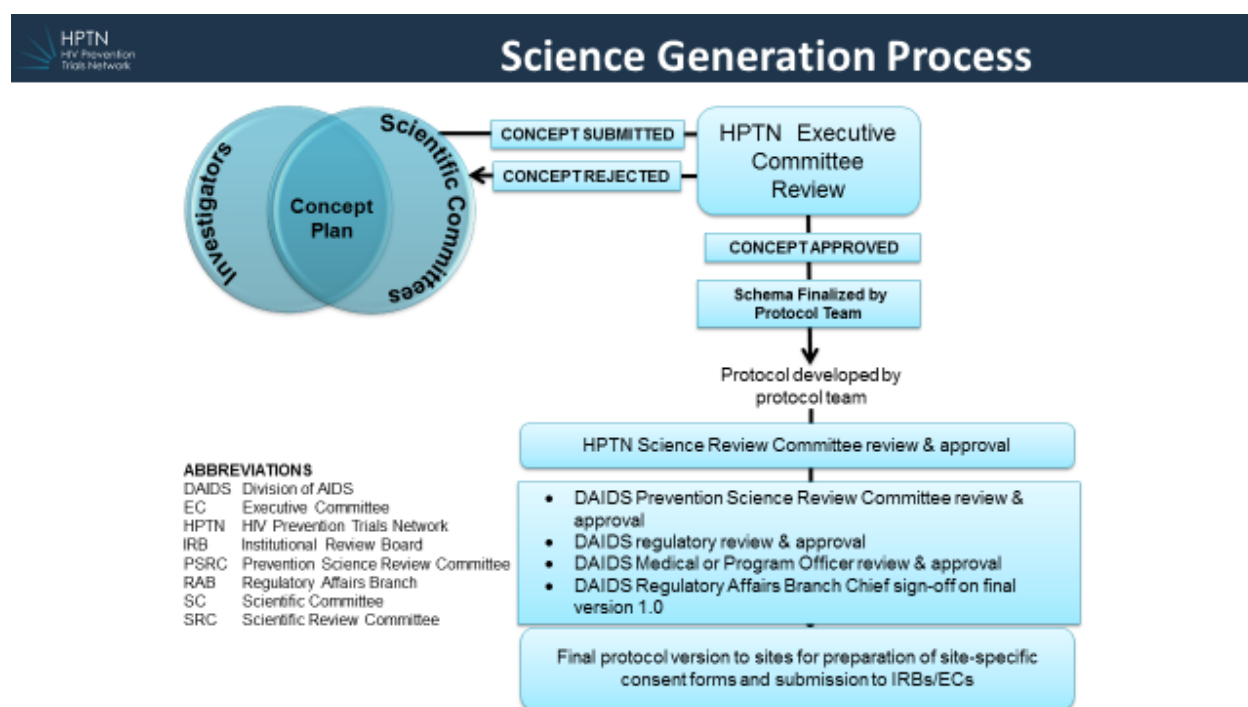 HPTN
HIV Prevention
Trials Network
Science Generation Process
Investigators
Concept
Plan
Scientific Committees
CONCEPT SUBMITTED
CONCEPT REJECTED
HPTN Executive
Committee
Review
CONCEPT APPROVED
Schema Finalized by
Protocol Team
Protocol developed by
protocol team
HPTN Science Review Committee review & approval
• DAIDS Prevention Science Review Committee review &
approval
• DAIDS regulatory review & approval
• DAIDS Medical or Program Officer review & approval
• DAIDS Regulatory Affairs Branch Chief sign-off on final
version 1.0
Final protocol version to sites for preparation of site-specific
consent forms and submission to IRBs/ECs
ABBREVIATIONS
DAIDS Division of AIDS
EC Executive Committee
HPTN HIV Prevention Trials Network
IRB Institutional Review Board
PSRC Prevention Science Review Committee
RAB Regulatory Affairs Branch
SC Scientific Committee
SRC Scientific Review Committee